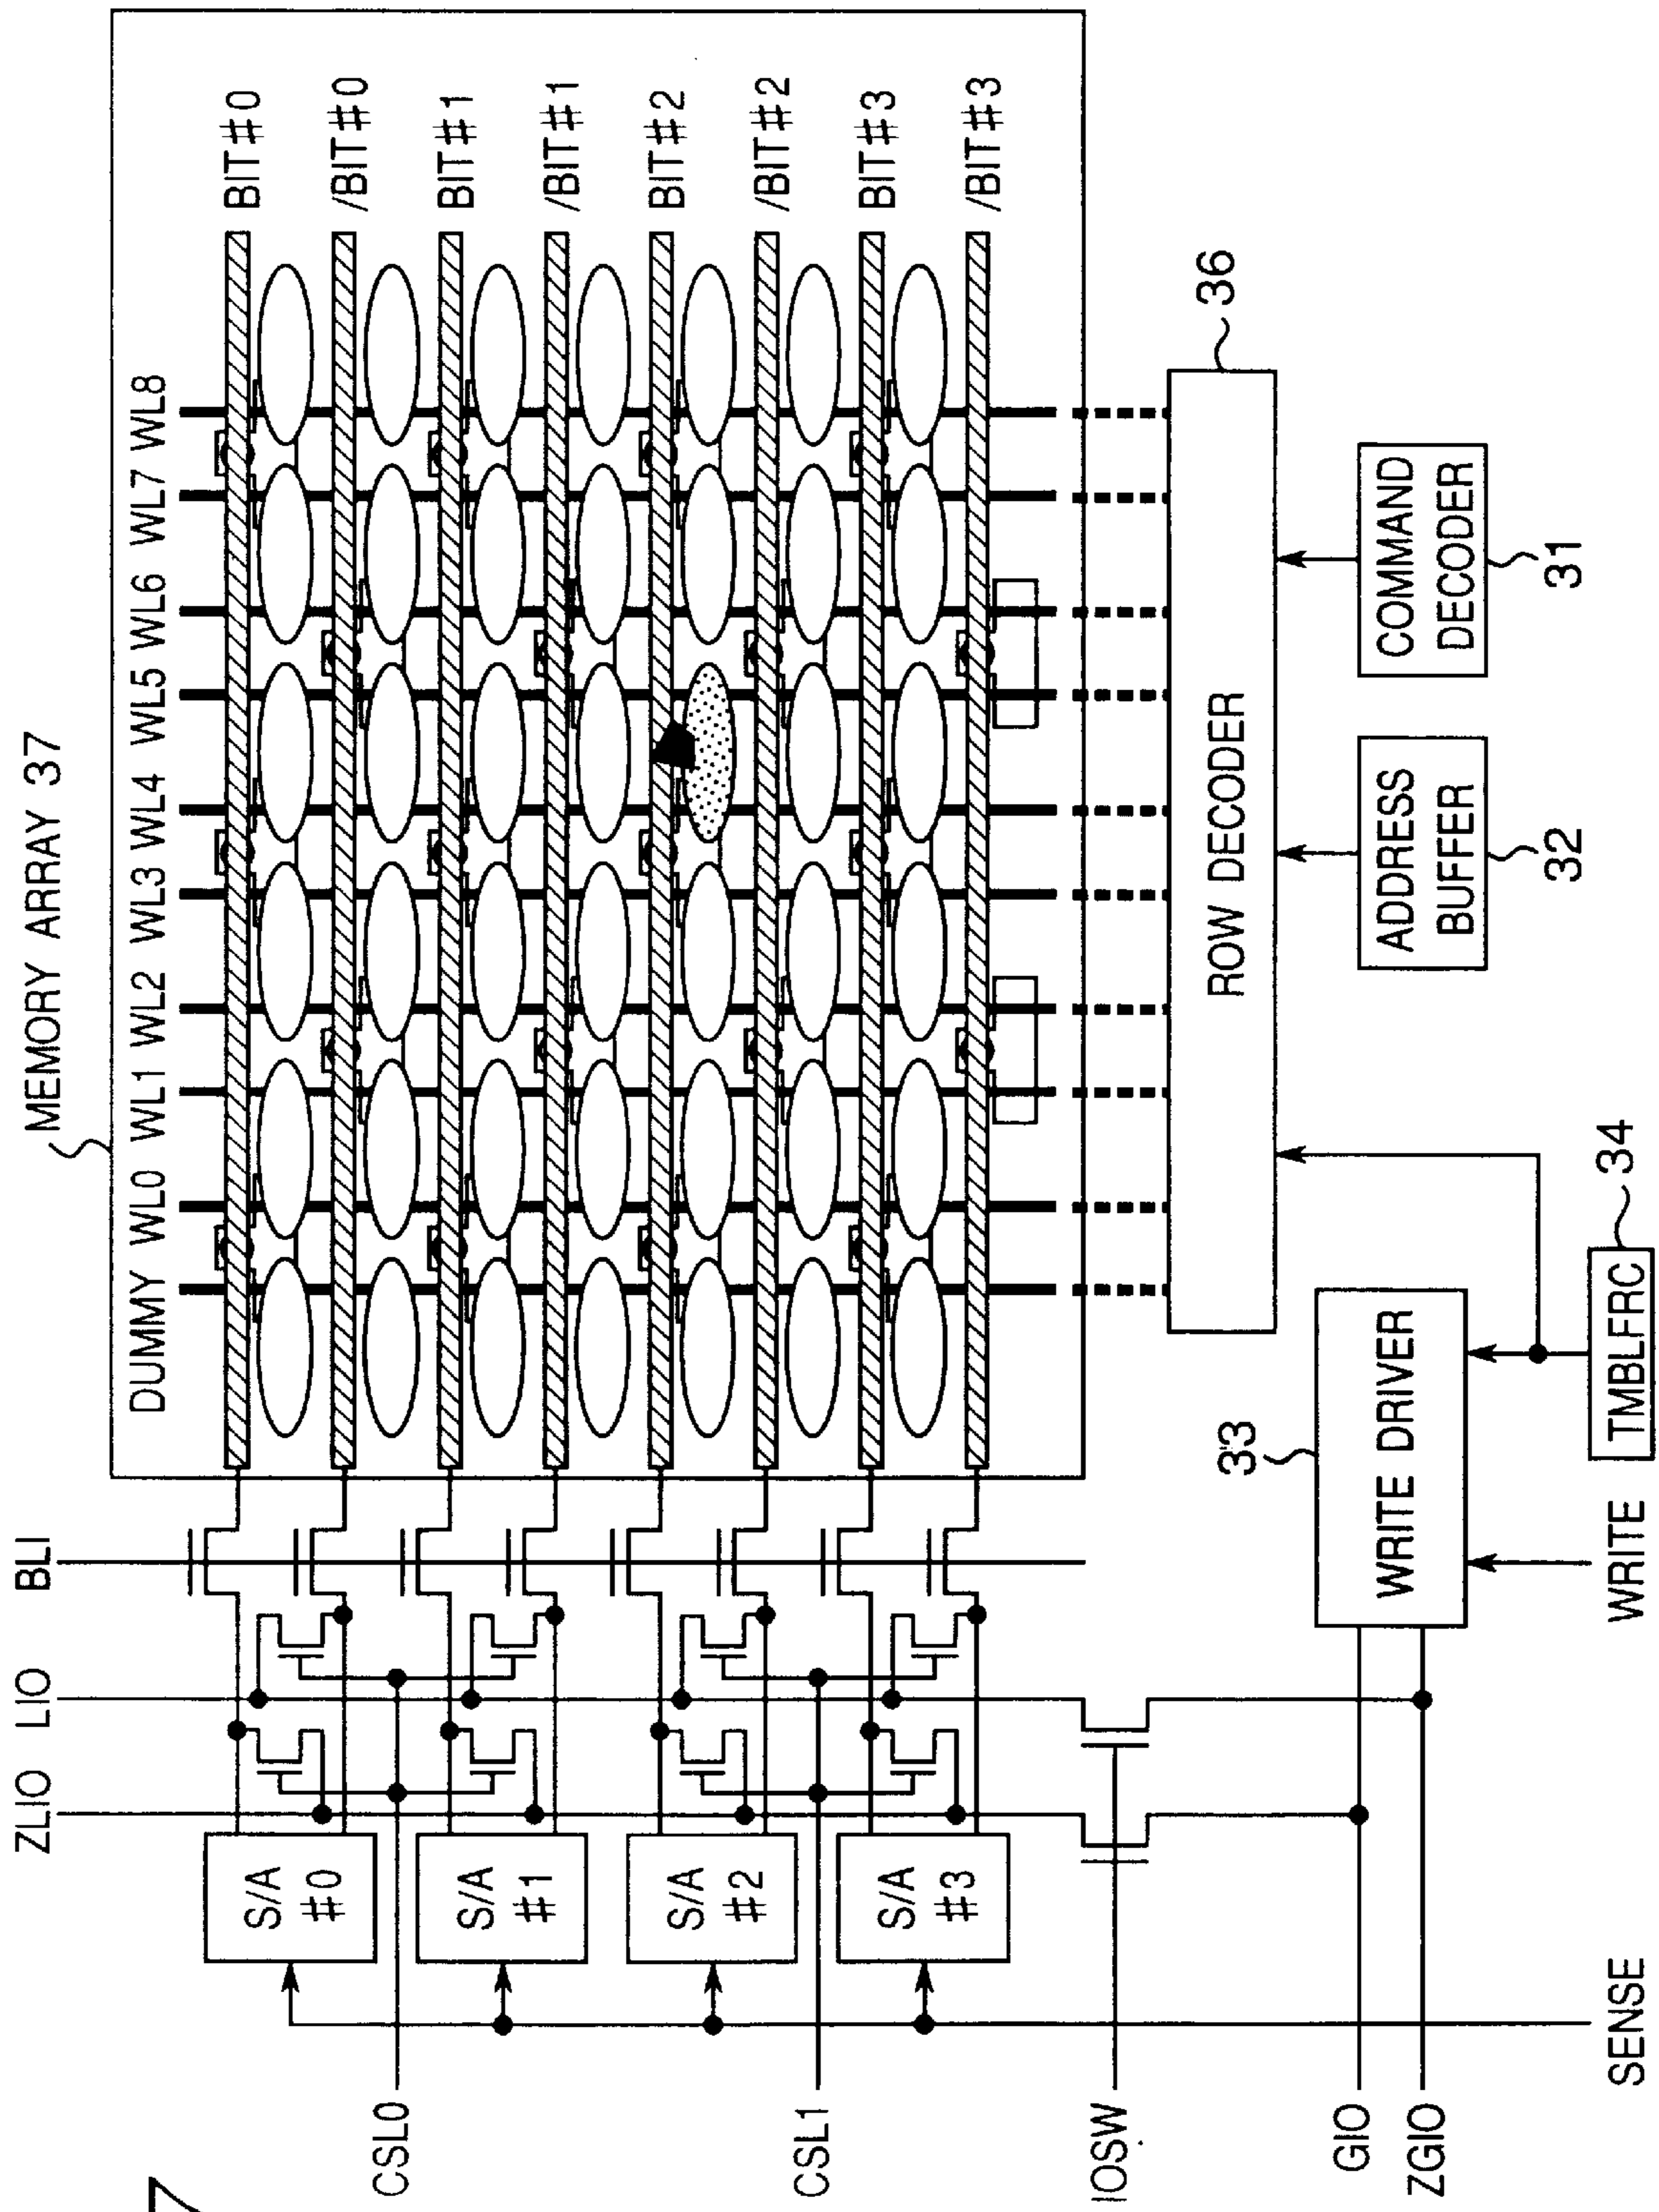 7
MEMORY ARRAY 37
DUMMY WL0 WL1 WL2 WL3 WL4 WL5 WL6 WL7 WL8
BIT#0
/BIT#0
BIT#1
/BIT#1
BIT#2
/BIT#2
BIT#3
/BIT#3
ZLIO
LIO
BLI
S/A
#0
S/A
#1
S/A
#2
S/A
#3
CSL0
CSL1
IOSW
GIO
ZGIO
SENSE
33
WRITE DRIVER
WRITE
TMBLFRC
34
ROW DECODER
36
ADDRESS
BUFFER
32
COMMAND
DECODER
31